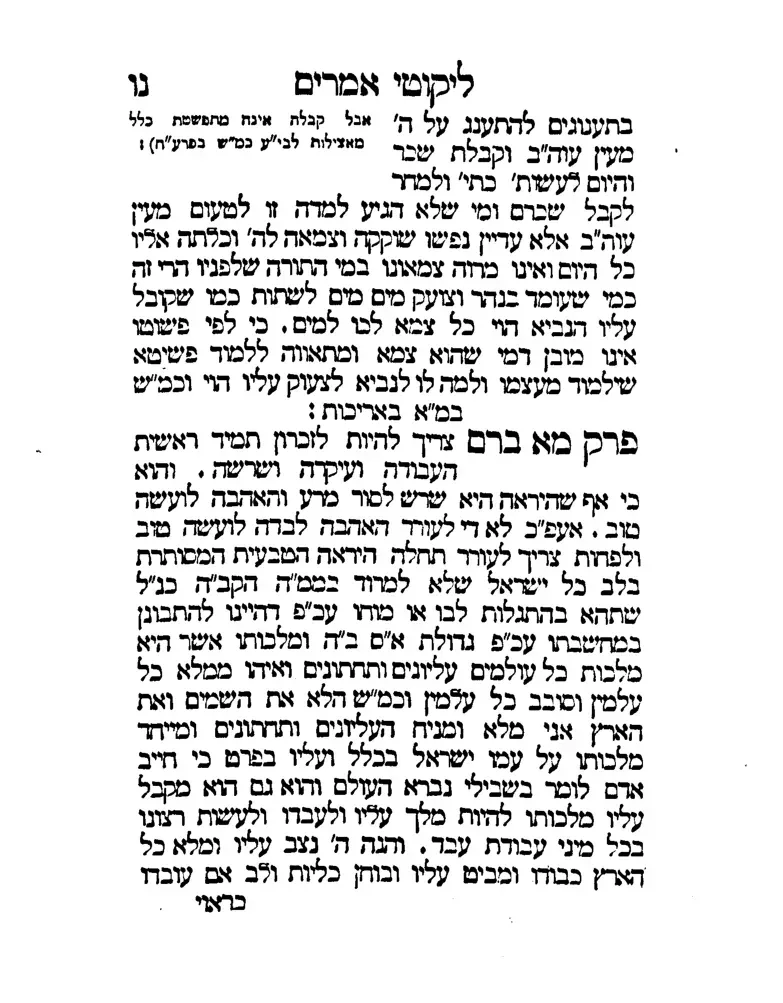 ליקוטי אמרים נו
בתענוגים להתענג על ה'
מעין עוה"ב וקבלת שכר
והיום לעשות' כתי' ולמחר
אבל קבלת אינה מתפשטת כלל
מאצילות לבי"ע כמ"ש בפרע"ח) :
לקבל שכרם ומי שלא הגיע למדה זו לטעום מעין
עוה"ב אלא עדיין נפשו שוקקה וצמאה לה' וכלתה אליו
כל היום ואינו מרוה צמאונו במי התורה שלפניו הרי זה
כמי שעומד בנהר וצועק מים מים לשתות כמו שקובל
עליו הנביא הוי כל צמא לכו למים. כי לפי פשוטו
אינו מובן דמי שהוא צמא ומתאווה ללמוד פשיטא
שילמוד מעצמו ולמה לו לנביא לצעוק עליו הוי וכמ"ש
במ"א באריכות :
פרק מא ברם צריך להיות לזכרון תמיד ראשית
העבודה ועיקרה ושרשה. והוא
כי אף שהיראה היא שרש לסור מרע והאהבה לועשה
טוב. אעפ"כ לא די לעורר האהבה לבדה לועשה טוב
ולפחות צריך לעורר תחלה היראה הטבעית המסותרת
בלב כל ישראל שלא למרוד בממ"ה הקב"ה כנ"ל
שתהא בהתגלות לבו או מוחו עכ"פ דהיינו להתבונן
במחשבתו עכ"פ גדולת א"ס ב"ה ומלכותו אשר היא
מלכות כל עולמים עליונים ותחתונים ואיהו ממלא כל
עלמין וסובב כל עלמין וכמ"ש הלא את השמים ואת
הארץ אני מלא ומניח העליונים ותחתונים ומייחד
מלכותו על עמו ישראל בכלל ועליו בפרט כי חייב
אדם לומר בשבילי נברא העולם והוא גם הוא מקבל
עליו מלכותו להיות מלך עליו ולעבדו ולעשות רצונו
בכל מיני עבודת עבד. והנה ה' נצב עליו ומלא כל
הארץ כבודו ומביט עליו ובוחן כליות ולב אם עובדו
כראוי